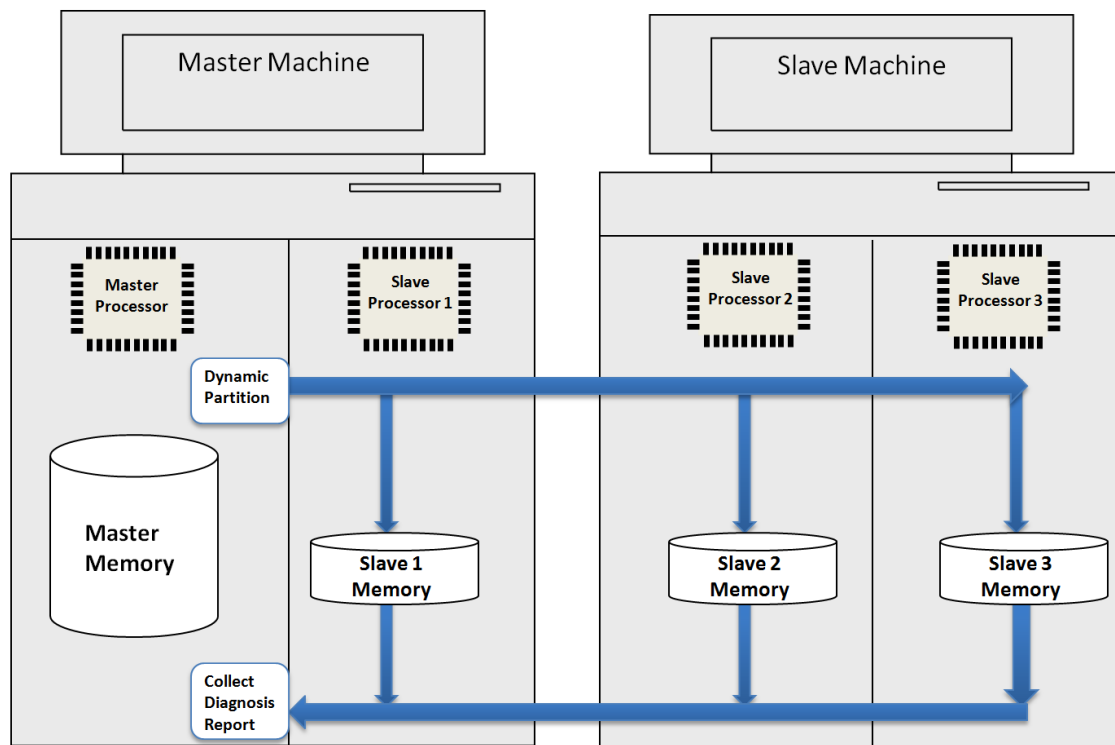 Master Machine
Slave Machine
Master
Processor
Slave
Processor 1
Slave
Processor 2
Slave
Processor 3
Dynamic
Partition
Master
Memory
Slave 1
Memory
Slave 2
Memory
Slave 3
Memory
Collect
Diagnosis
Report